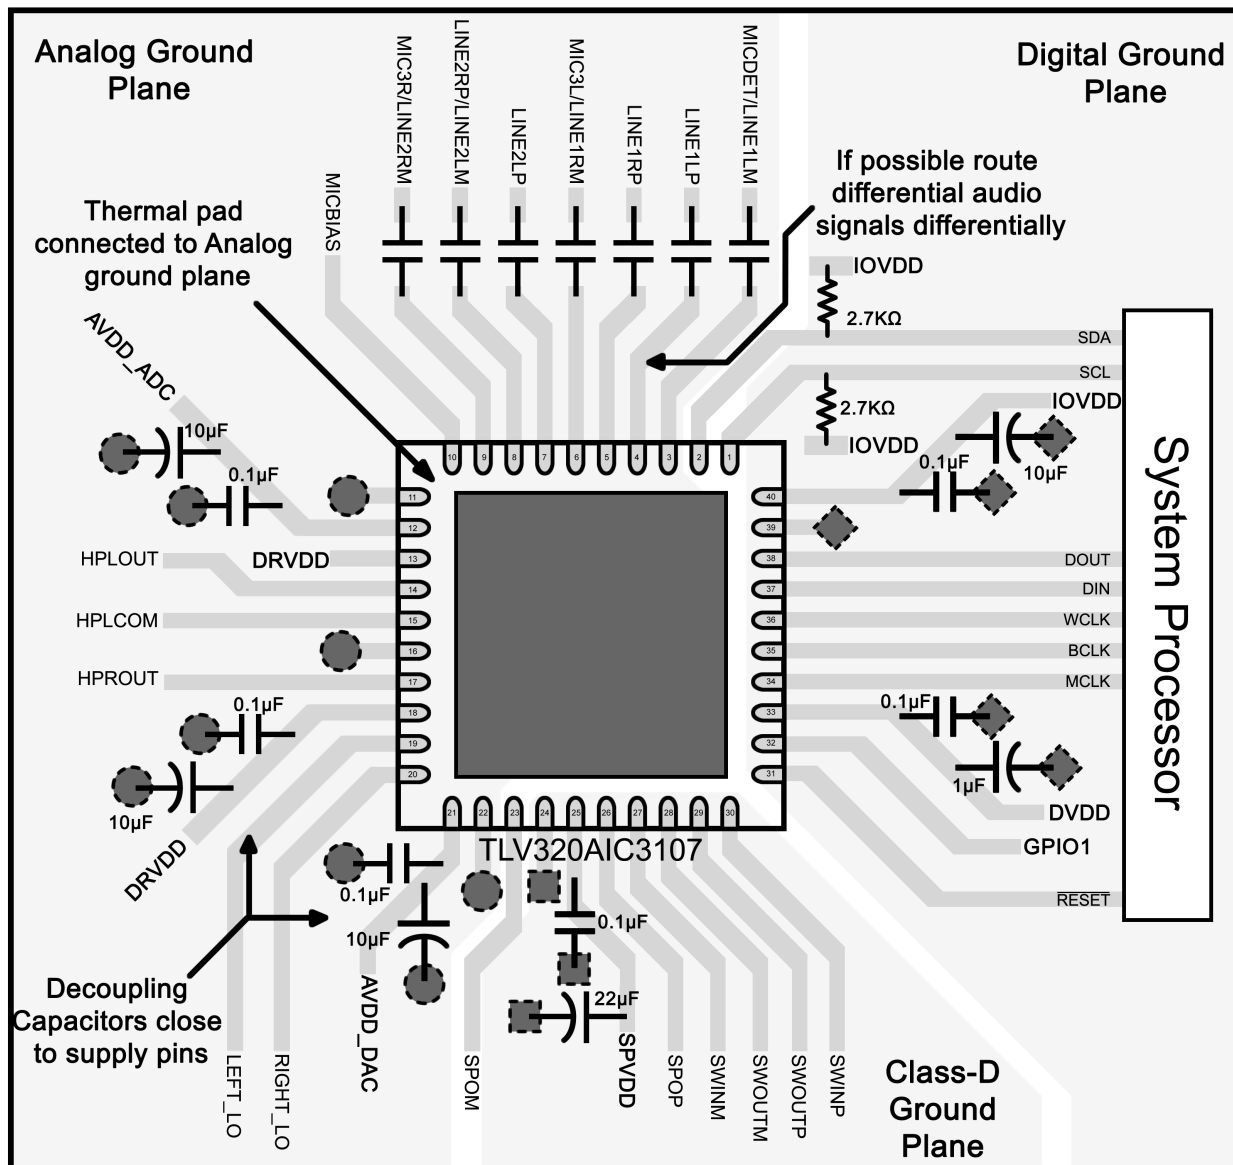 Analog Ground
Plane
Digital Ground
Plane
MICBIAS
MIC3R/LINE2RM
LINE2RP/LINE2LM
LINE2LP
MIC3L/LINE1RM
LINE1RP
LINE1LP
MICDET/LINE1LM
If possible route
differential audio
signals differentially
Thermal pad
connected to Analog
ground plane
IOVDD
2.7KΩ
SDA
SCL
IOVDD
2.7KΩ
IOVDD
AVDD_ADC
10µF
0.1µF
0.1µF
10µF
10
9
8
7
6
5
4
3
2
1
11
12
13
14
15
16
17
18
19
20
40
39
38
37
36
35
34
33
32
31
21
22
23
24
25
26
27
28
29
30
HPLOUT
DRVDD
HPLCOM
HPROUT
DOUT
DIN
WCLK
BCLK
MCLK
System Processor
0.1µF
10µF
DRVDD
0.1µF
1µF
DVDD
GPIO1
RESET
TLV320AIC3107
0.1µF
10µF
0.1µF
22µF
Decoupling
Capacitors close
to supply pins
LEFT_LO
RIGHT_LO
AVDD_DAC
SPOM
SPVDD
SPOP
SWINM
SWOUTM
SWOUTP
SWINP
Class-D
Ground
Plane